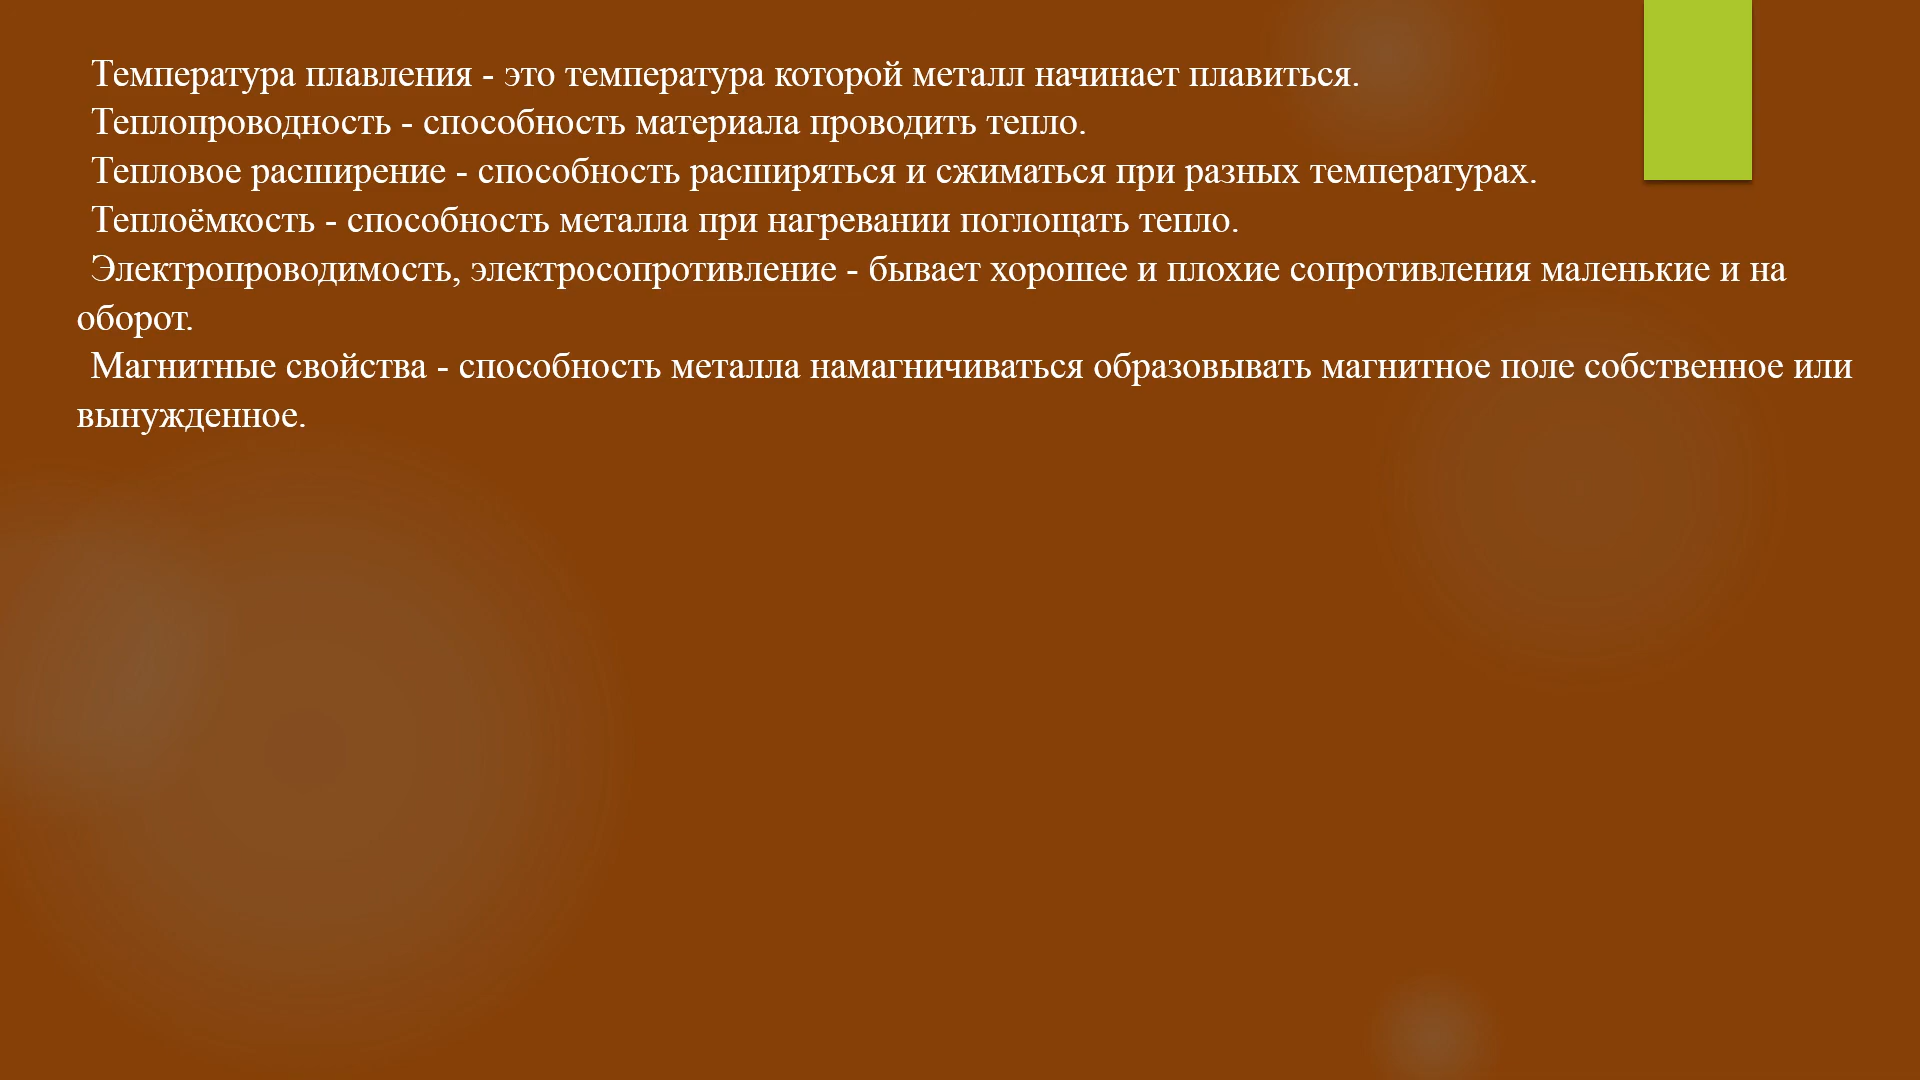 Температура плавления - это температура которой металл начинает плавиться.
Теплопроводность - способность материала проводить тепло.
Тепловое расширение - способность расширяться и сжиматься при разных температурах.
Теплоёмкость - способность металла при нагревании поглощать тепло.
Электропроводимость, электросопротивление - бывает хорошее и плохие сопротивления маленькие и на
оборот.
Магнитные свойства - способность металла намагничиваться образовывать магнитное поле собственное или
вынужденное.